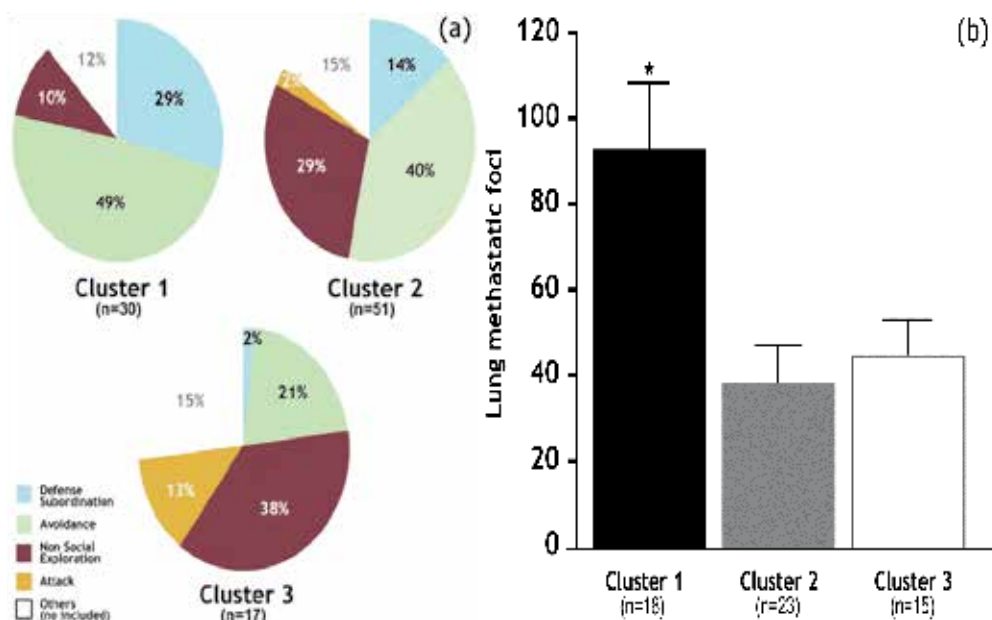 (a)
12%
29%
10%
49%
Cluster 1
(n=30)
15%
14%
2%
29%
40%
Cluster 2
(n=51)
2%
15%
21%
13%
38%
Cluster 3
(n=17)
Defense
Subordination
Avoidance
Non Social
Exploration
Attack
Others
(no included)
(b)
Lung methastatic foci
120
100
80
60
40
20
0
*
Cluster 1
(n=18)
Cluster 2
(n=23)
Cluster 3
(n=15)